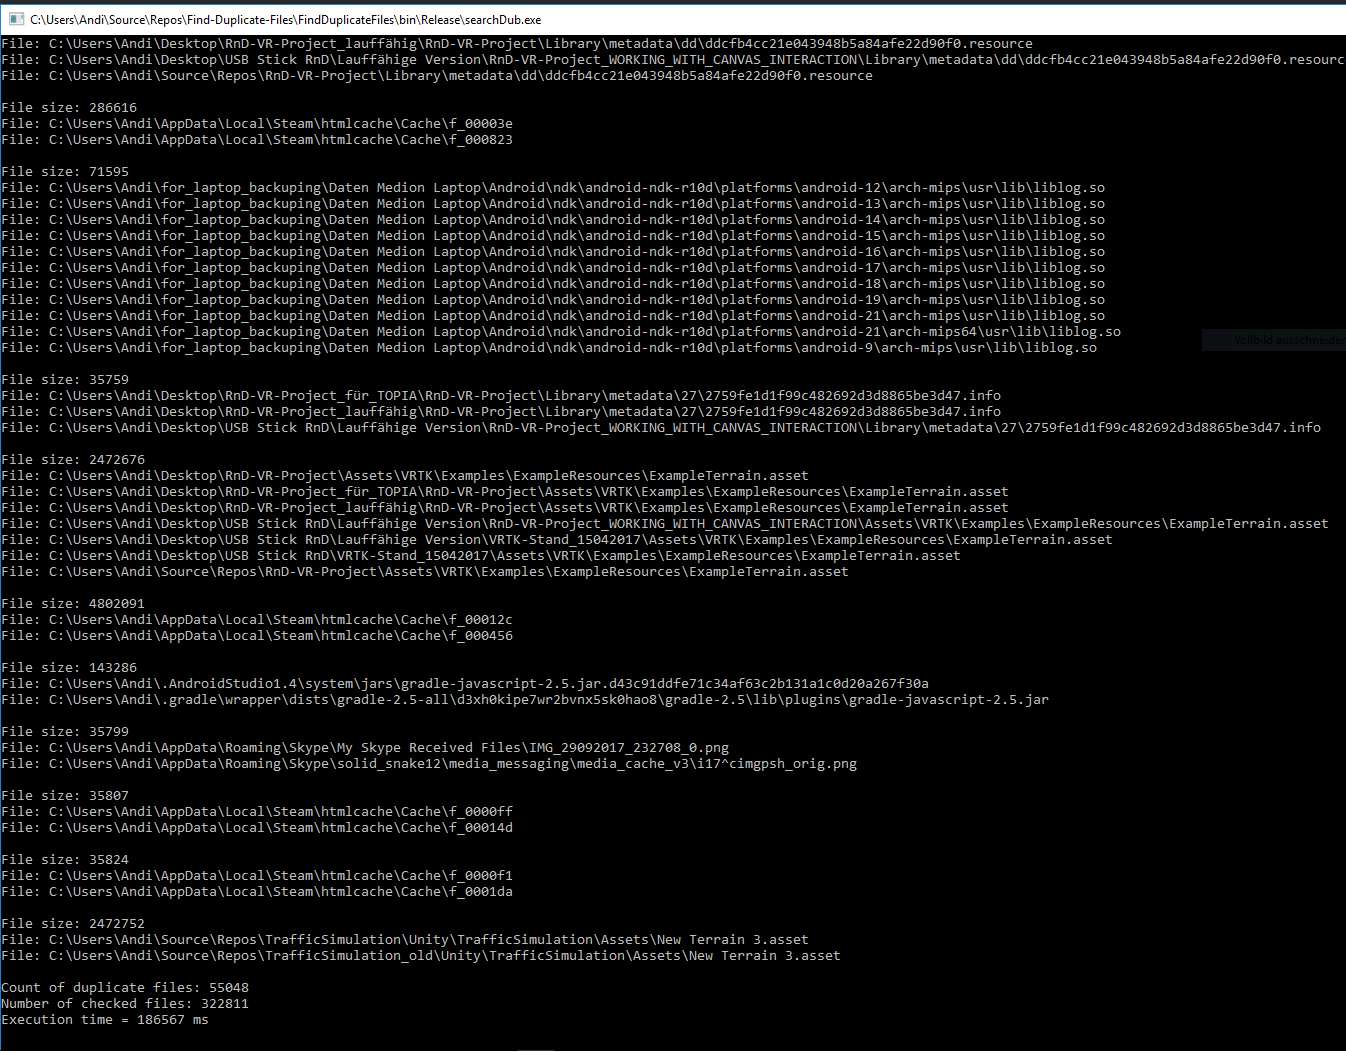 C:\Users\Andi\Source\Repos\Find-Duplicate-Files\FindDuplicateFiles\bin\Release\searchDub.exe
File: C:\Users\Andi\Desktop\RnD-VR-Project_lauffähig\RnD-VR-Project\Library\metadata\dd\ddcfb4cc21e043948b5a84afe22d90f0.resource
File: C:\Users\Andi\Desktop\USB Stick RnD\Lauffähige Version\RnD-VR-Project_WORKING_WITH_CANVAS_INTERACTION\Library\metadata\dd\ddcfb4cc21e043948b5a84afe22d90f0.resourc
File: C:\Users\Andi\Source\Repos\RnD-VR-Project\Library\metadata\dd\ddcfb4cc21e043948b5a84afe22d90f0.resource
File size: 286616
File: C:\Users\Andi\AppData\Local\Steam\htmlcache\Cache\f_00003e
File: C:\Users\Andi\AppData\Local\Steam\htmlcache\Cache\f_000823
File size: 71595
File: C:\Users\Andi\for_laptop_backuping\Daten Medion Laptop\Android\ndk\android-ndk-r10d\platforms\android-12\arch-mips\usr\lib\liblog.so
File: C:\Users\Andi\for_laptop_backuping\Daten Medion Laptop\Android\ndk\android-ndk-r10d\platforms\android-13\arch-mips\usr\lib\liblog.so
File: C:\Users\Andi\for_laptop_backuping\Daten Medion Laptop\Android\ndk\android-ndk-r10d\platforms\android-14\arch-mips\usr\lib\liblog.so
File: C:\Users\Andi\for_laptop_backuping\Daten Medion Laptop\Android\ndk\android-ndk-r10d\platforms\android-15\arch-mips\usr\lib\liblog.so
File: C:\Users\Andi\for_laptop_backuping\Daten Medion Laptop\Android\ndk\android-ndk-r10d\platforms\android-16\arch-mips\usr\lib\liblog.so
File: C:\Users\Andi\for_laptop_backuping\Daten Medion Laptop\Android\ndk\android-ndk-r10d\platforms\android-17\arch-mips\usr\lib\liblog.so
File: C:\Users\Andi\for_laptop_backuping\Daten Medion Laptop\Android\ndk\android-ndk-r10d\platforms\android-18\arch-mips\usr\lib\liblog.so
File: C:\Users\Andi\for_laptop_backuping\Daten Medion Laptop\Android\ndk\android-ndk-r10d\platforms\android-19\arch-mips\usr\lib\liblog.so
File: C:\Users\Andi\for_laptop_backuping\Daten Medion Laptop\Android\ndk\android-ndk-r10d\platforms\android-21\arch-mips\usr\lib\liblog.so
File: C:\Users\Andi\for_laptop_backuping\Daten Medion Laptop\Android\ndk\android-ndk-r10d\platforms\android-21\arch-mips64\usr\lib\liblog.so
Vollbild ausschneider
File: C:\Users\Andi\for_laptop_backuping\Daten Medion Laptop\Android\ndk\android-ndk-r10d\platforms\android-9\arch-mips\usr\lib\liblog.so
File size: 35759
File: C:\Users\Andi\Desktop\RnD-VR-Project_für_TOPIA\RnD-VR-Project\Library\metadata\27\2759fe1d1f99c482692d3d8865be3d47.info
File: C:\Users\Andi\Desktop\RnD-VR-Project_lauffähig\RnD-VR-Project\Library\metadata\27\2759fe1d1f99c482692d3d8865be3d47.info
File: C:\Users\Andi\Desktop\USB Stick RnD\Lauffähige Version\RnD-VR-Project_WORKING_WITH_CANVAS_INTERACTION\Library\metadata\27\2759fe1d1f99c482692d3d8865be3d47.info
File size: 2472676
File: C:\Users\Andi\Desktop\RnD-VR-Project\Assets\VRTK\Examples\ExampleResources\ExampleTerrain.asset
File: C:\Users\Andi\Desktop\RnD-VR-Project_für_TOPIA\RnD-VR-Project\Assets\VRTK\Examples\ExampleResources\ExampleTerrain.asset
File: C:\Users\Andi\Desktop\RnD-VR-Project_lauffähig\RnD-VR-Project\Assets\VRTK\Examples\ExampleResources\ExampleTerrain.asset
File: C:\Users\Andi\Desktop\USB Stick RnD\Lauffähige Version\RnD-VR-Project_WORKING_WITH_CANVAS_INTERACTION\Assets\VRTK\Examples\ExampleResources\ExampleTerrain.asset
File: C:\Users\Andi\Desktop\USB Stick RnD\Lauffähige Version\VRTK-Stand_15042017\Assets\VRTK\Examples\ExampleResources\ExampleTerrain.asset
File: C:\Users\Andi\Desktop\USB Stick RnD\VRTK-Stand_15042017\Assets\VRTK\Examples\ExampleResources\ExampleTerrain.asset
File: C:\Users\Andi\Source\Repos\RnD-VR-Project\Assets\VRTK\Examples\ExampleResources\ExampleTerrain.asset
File size: 4802091
File: C:\Users\Andi\AppData\Local\Steam\htmlcache\Cache\f_00012c
File: C:\Users\Andi\AppData\Local\Steam\htmlcache\Cache\f_000456
File size: 143286
File: C:\Users\Andi\.AndroidStudio1.4\system\jars\gradle-javascript-2.5.jar.d43c91ddfe71c34af63c2b131a1c0d20a267f30a
File: C:\Users\Andi\.gradle\wrapper\dists\gradle-2.5-all\d3xh0kipe7wr2bvnx5sk0hao8\gradle-2.5\lib\plugins\gradle-javascript-2.5.jar
File size: 35799
File: C:\Users\Andi\AppData\Roaming\Skype\My Skype Received Files\IMG_29092017_232708_0.png
File: C:\Users\Andi\AppData\Roaming\Skype\solid_snake12\media_messaging\media_cache_v3\i17^cimgpsh_orig.png
File size: 35807
File: C:\Users\Andi\AppData\Local\Steam\htmlcache\Cache\f_0000ff
File: C:\Users\Andi\AppData\Local\Steam\htmlcache\Cache\f_00014d
File size: 35824
File: C:\Users\Andi\AppData\Local\Steam\htmlcache\Cache\f_0000f1
File: C:\Users\Andi\AppData\Local\Steam\htmlcache\Cache\f_0001da
File size: 2472752
File: C:\Users\Andi\Source\Repos\TrafficSimulation\Unity\TrafficSimulation\Assets\New Terrain 3.asset
File: C:\Users\Andi\Source\Repos\TrafficSimulation_old\Unity\TrafficSimulation\Assets\New Terrain 3.asset
Count of duplicate files: 55048
Number of checked files: 322811
Execution time = 186567 ms